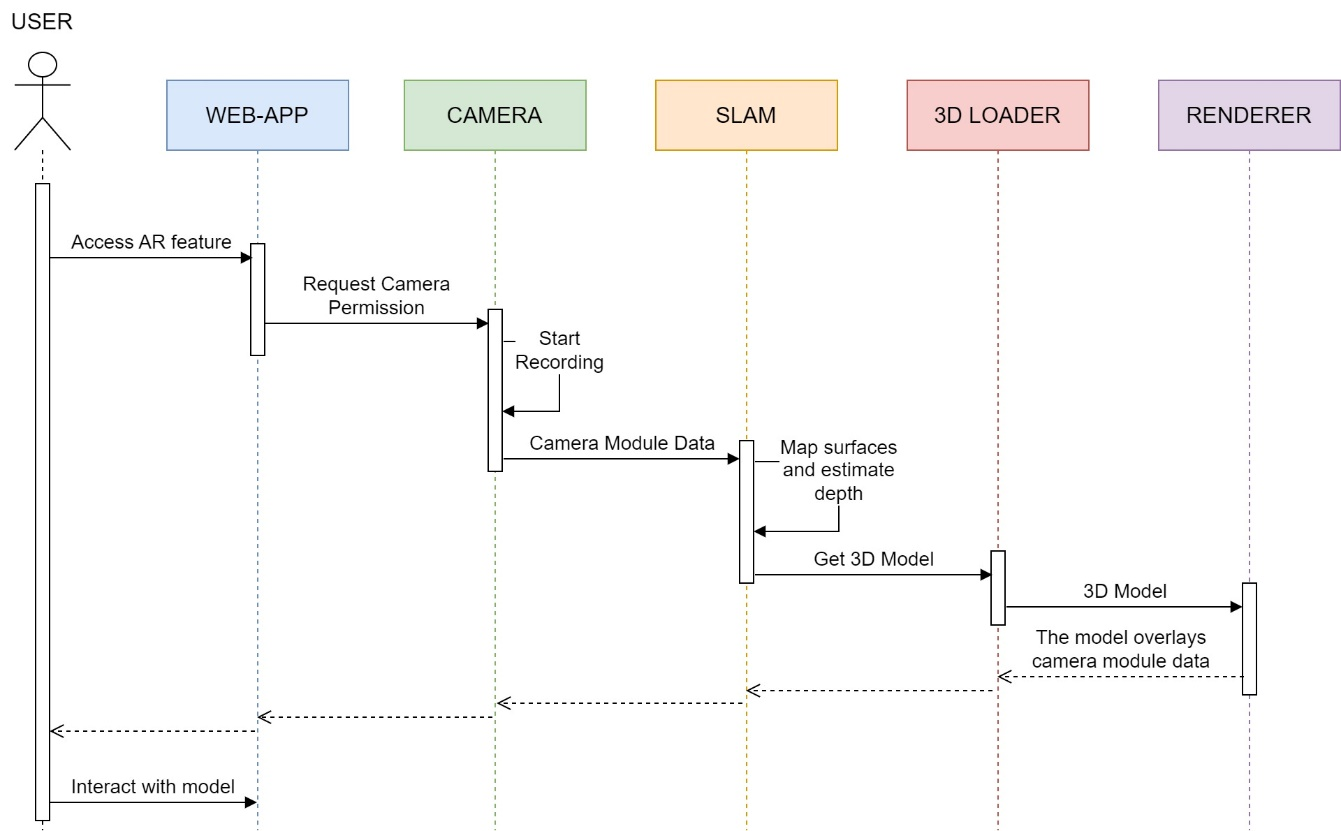 USER
WEB-APP
CAMERA
SLAM
3D LOADER
RENDERER
Access AR feature
Request Camera
Permission
Start
Recording
Camera Module Data
Map surfaces
and estimate
depth
Get 3D Model
3D Model
The model overlays
camera module data
Interact with model